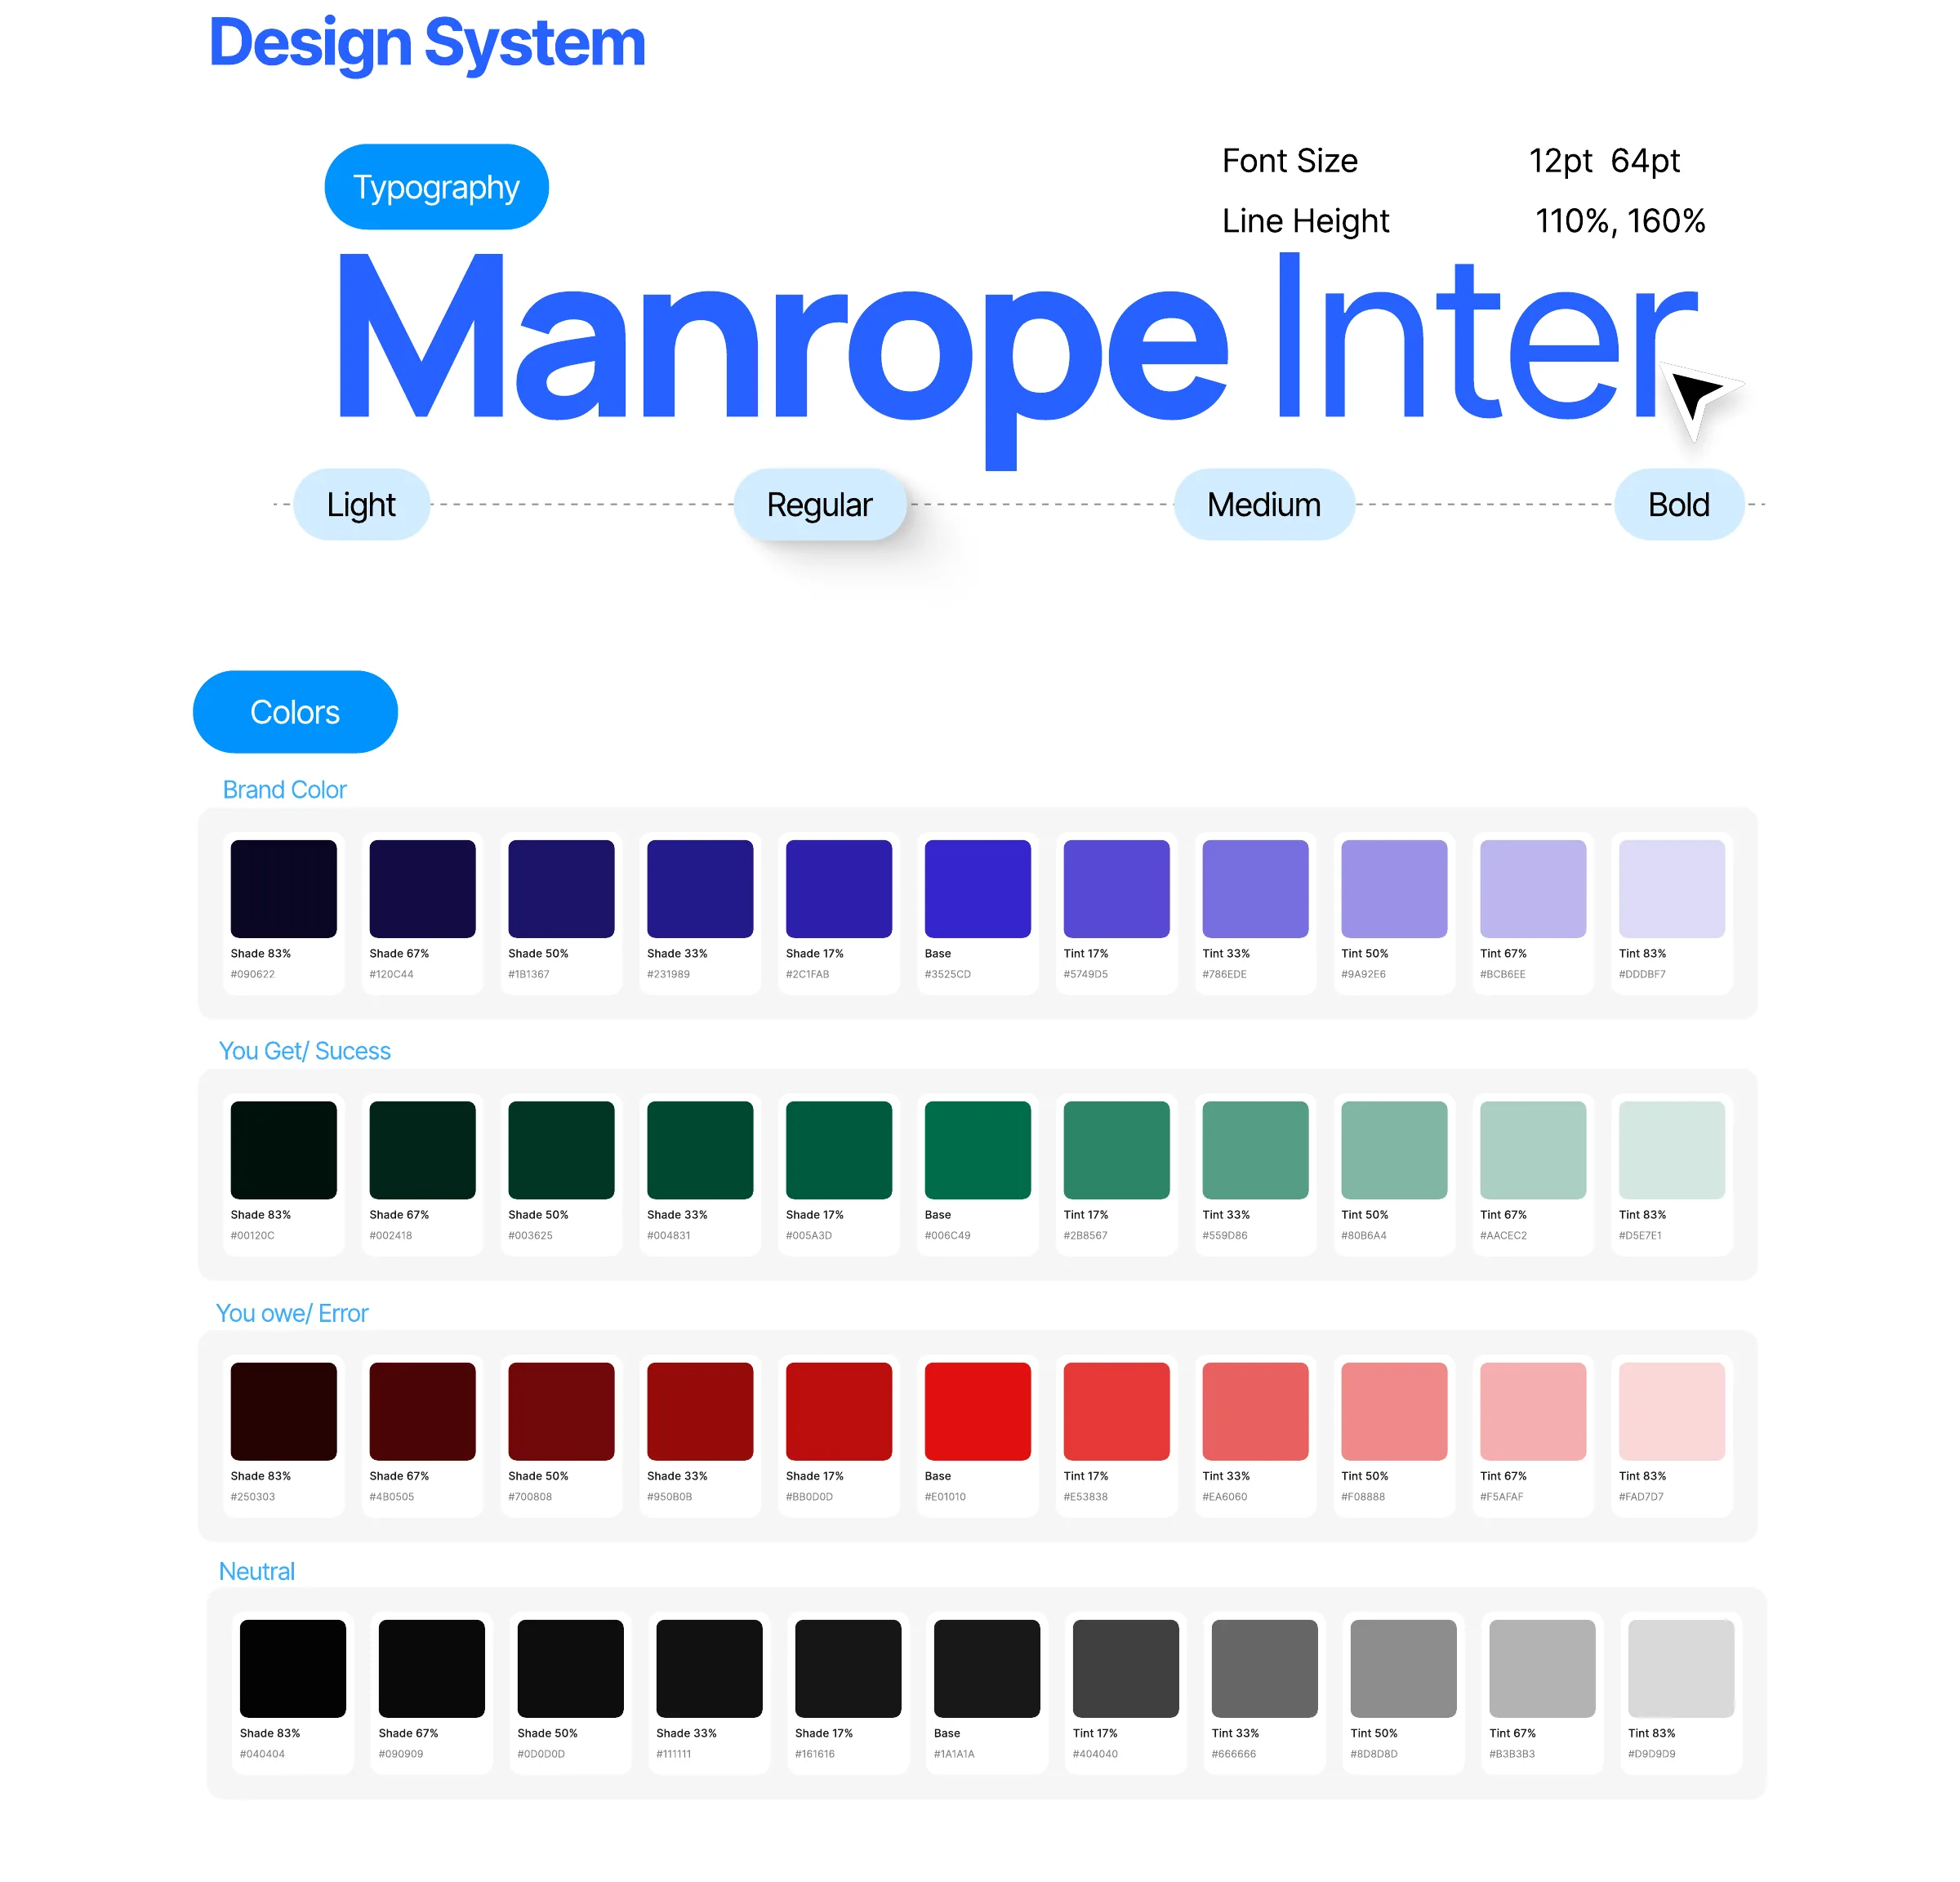 Design System
Typography
Font Size 12pt 64pt
Line Height 110%, 160%
Manrope Inter
Light Regular Medium Bold
Colors
Brand Color
Shade 83% Shade 67% Shade 50% Shade 33% Shade 17% Base Tint 17% Tint 33% Tint 50% Tint 67% Tint 83%
#090622 #120C44 #1B1367 #231989 #2C1FAB #3525CD #5749D5 #786EDE #9A92E6 #BCB6EE #DDDBF7
You Get/ Sucess
Shade 83% Shade 67% Shade 50% Shade 33% Shade 17% Base Tint 17% Tint 33% Tint 50% Tint 67% Tint 83%
#00120C #002418 #003625 #004831 #005A3D #006C49 #2B8567 #559D86 #80B6A4 #AACEC2 #D5E7E1
You owe/ Error
Shade 83% Shade 67% Shade 50% Shade 33% Shade 17% Base Tint 17% Tint 33% Tint 50% Tint 67% Tint 83%
#250303 #4B0505 #700808 #950B0B #BB0D0D #E01010 #E53838 #EA6060 #F08888 #F5AFAF #FAD7D7
Neutral
Shade 83% Shade 67% Shade 50% Shade 33% Shade 17% Base Tint 17% Tint 33% Tint 50% Tint 67% Tint 83%
#040404 #090909 #0D0D0D #111111 #161616 #1A1A1A #404040 #666666 #8D8D8D #B3B3B3 #D9D9D9